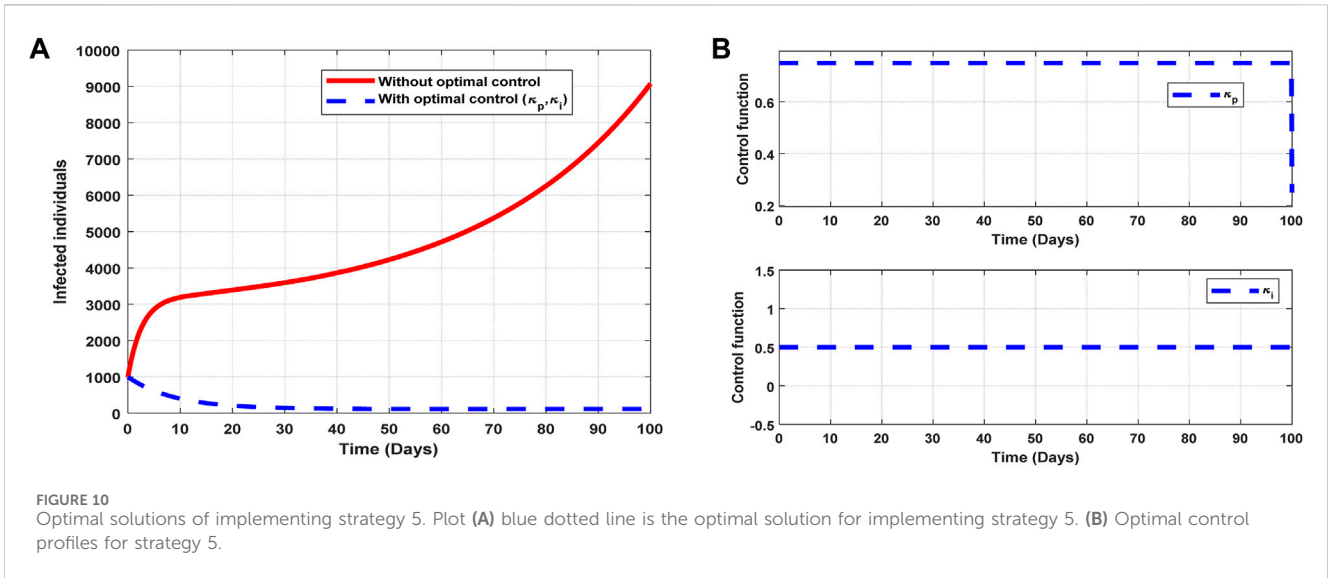 A
10000
9000
8000
7000
6000
5000
4000
3000
2000
1000
0
Infected individuals
Without optimal control
With optimal control (κp,κi)
0 10 20 30 40 50 60 70 80 90 100
Time (Days)
B
0.6
0.4
0.2
Control function
κp
0 10 20 30 40 50 60 70 80 90 100
Time (Days)
1.5
1
0.5
0
-0.5
Control function
κi
0 10 20 30 40 50 60 70 80 90 100
Time (Days)
FIGURE 10
Optimal solutions of implementing strategy 5. Plot (A) blue dotted line is the optimal solution for implementing strategy 5. (B) Optimal control
profiles for strategy 5.